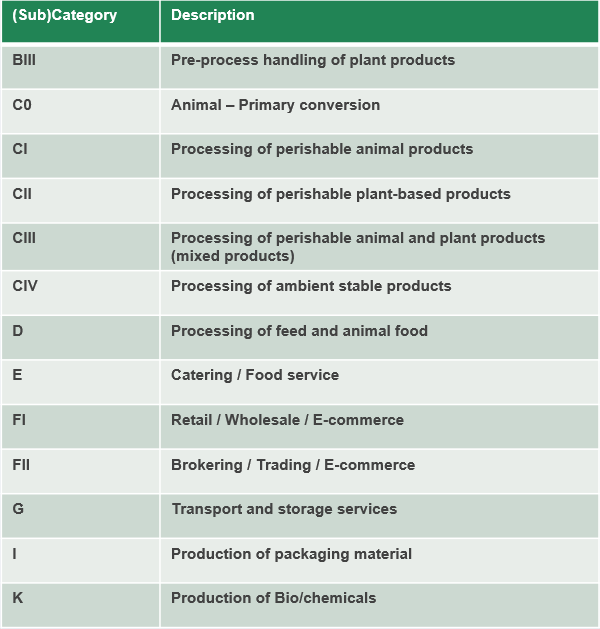 (Sub)Category Description
BIII Pre-process handling of plant products
C0 Animal – Primary conversion
CI Processing of perishable animal products
CII Processing of perishable plant-based products
CIII Processing of perishable animal and plant products
(mixed products)
CIV Processing of ambient stable products
D Processing of feed and animal food
E Catering / Food service
FI Retail / Wholesale / E-commerce
FII Brokering / Trading / E-commerce
G Transport and storage services
I Production of packaging material
K Production of Bio/chemicals